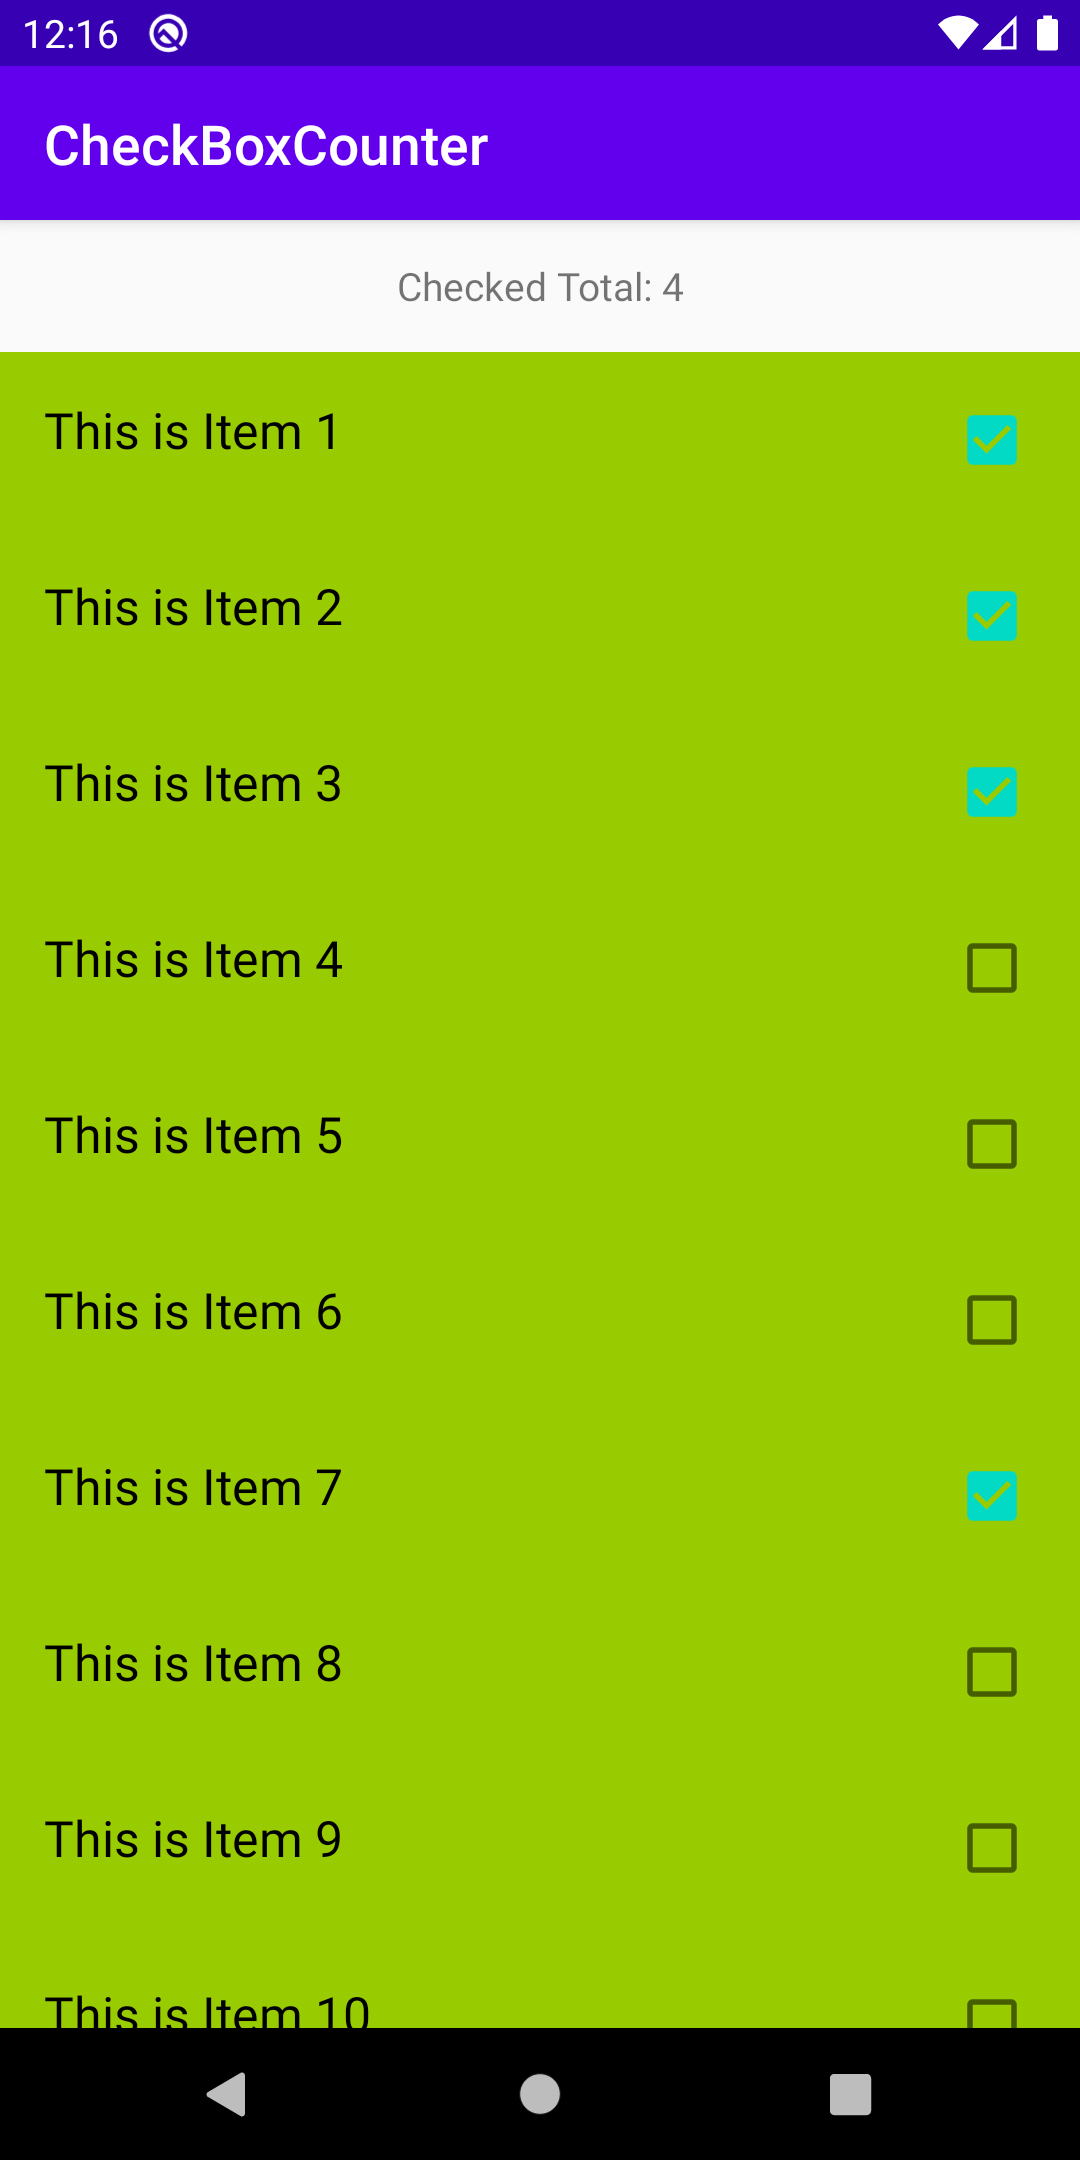 12:16
CheckBoxCounter
Checked Total: 4
This is Item 1
This is Item 2
This is Item 3
This is Item 4
This is Item 5
This is Item 6
This is Item 7
This is Item 8
This is Item 9
This is Item 10